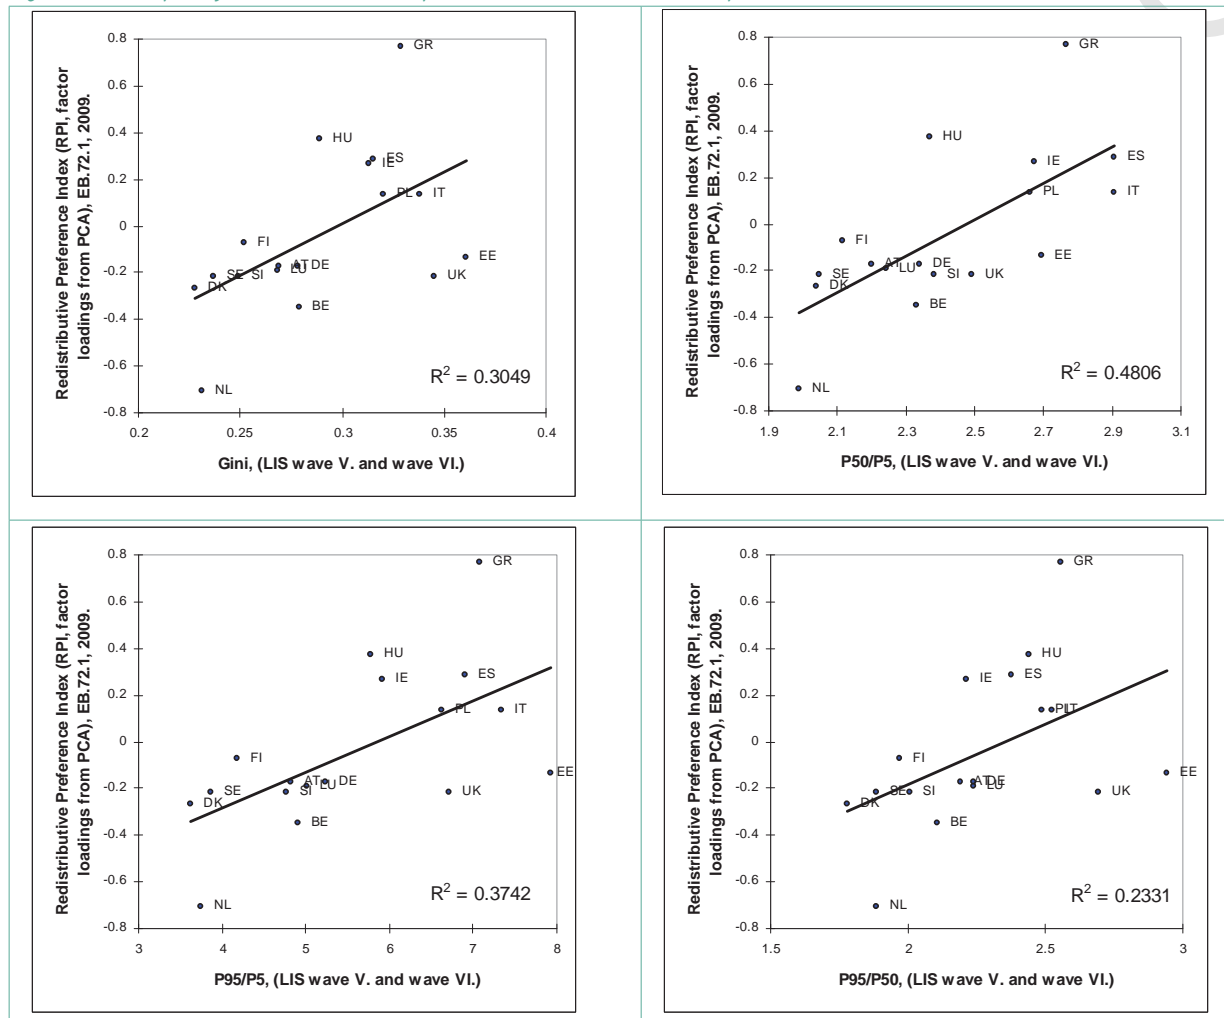 Redistributive Preference Index (RPI, factor
loadings from PCA), EB.72.1, 2009.
0.8
0.6
0.4
0.2
0
-0.2
-0.4
-0.6
-0.8
GR
HU
ES
IE
PL
IT
FI
EE
AT
DE
LU
SE
SI
UK
DK
BE
NL
R² = 0.3049
0.2
0.25
0.3
0.35
0.4
Gini, (LIS wave V. and wave VI.)
Redistributive Preference Index (RPI, factor
loadings from PCA), EB.72.1, 2009.
0.8
0.6
0.4
0.2
0
-0.2
-0.4
-0.6
-0.8
GR
HU
IE
ES
PL
IT
FI
EE
AT
DE
LU
SE
SI
UK
DK
BE
NL
R² = 0.4806
1.9
2.1
2.3
2.5
2.7
2.9
3.1
P50/P5, (LIS wave V. and wave VI.)
Redistributive Preference Index (RPI, factor
loadings from PCA), EB.72.1, 2009.
0.8
0.6
0.4
0.2
0
-0.2
-0.4
-0.6
-0.8
GR
HU
IE
ES
PL
IT
FI
EE
AT
DE
LU
SE
SI
UK
DK
BE
NL
R² = 0.3742
3
4
5
6
7
8
P95/P5, (LIS wave V. and wave VI.)
Redistributive Preference Index (RPI, factor
loadings from PCA), EB.72.1, 2009.
0.8
0.6
0.4
0.2
0
-0.2
-0.4
-0.6
-0.8
GR
HU
IE
ES
PL
IT
FI
EE
AT
DE
LU
SE
SI
UK
DK
BE
NL
R² = 0.2331
1.5
2
2.5
3
P95/P50, (LIS wave V. and wave VI.)